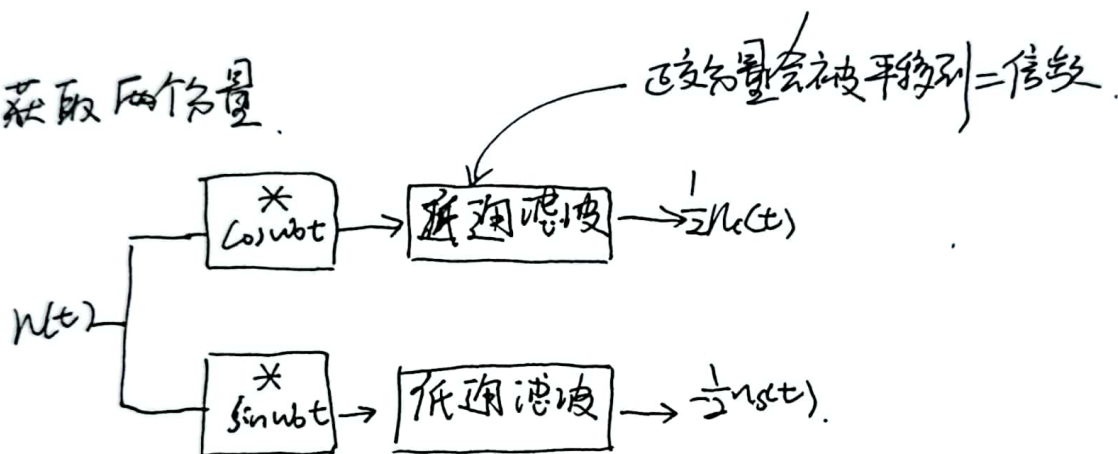 正交分量会被平移到二倍频.
获取两个分量.
*
cosω₀t
低通滤波
½nc(t)
n(t)
*
sinω₀t
低通滤波
-½ns(t).